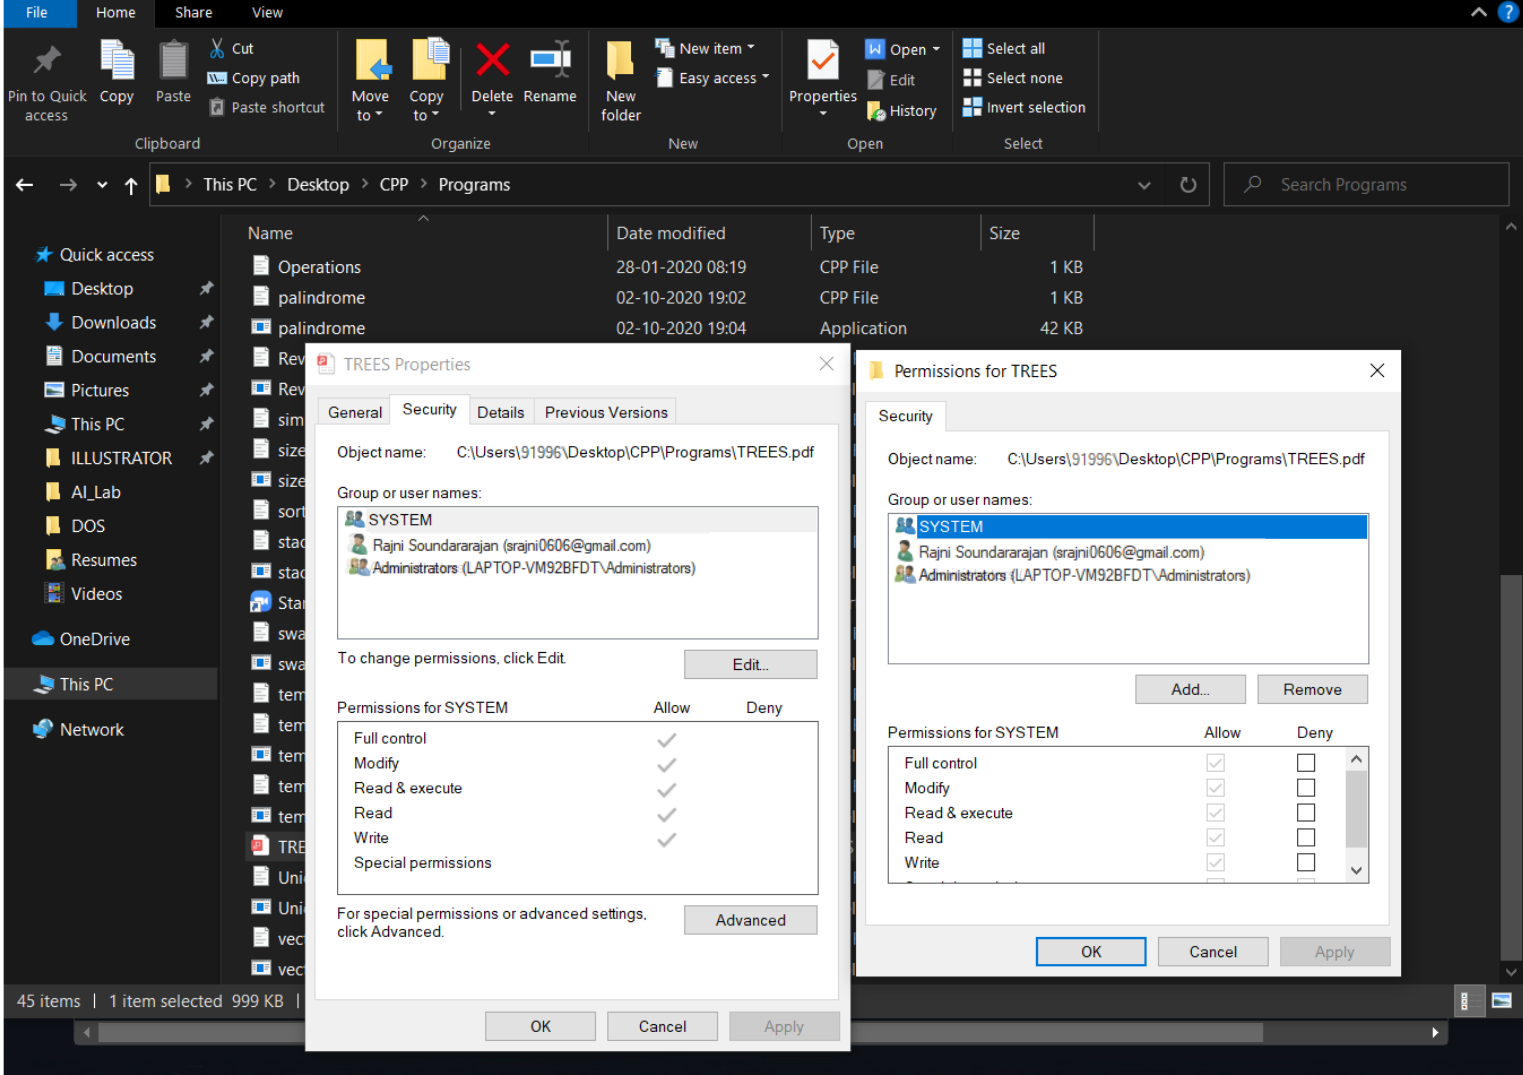 File Home Share View
Pin to Quick access
Copy
Paste
Cut
Copy path
Paste shortcut
Clipboard
Move to
Copy to
Delete
Rename
Organize
New folder
New item
Easy access
New
Properties
Open
Edit
History
Open
Select all
Select none
Invert selection
Select
This PC > Desktop > CPP > Programs
Search Programs
Quick access
Desktop
Downloads
Documents
Pictures
This PC
ILLUSTRATOR
AI_Lab
DOS
Resumes
Videos
OneDrive
This PC
Network
Name Date modified Type Size
Operations 28-01-2020 08:19 CPP File 1 KB
palindrome 02-10-2020 19:02 CPP File 1 KB
palindrome 02-10-2020 19:04 Application 42 KB
Rev
Rev
sim
size
size
sort
stac
stac
Star
swa
swa
tem
tem
tem
tem
tem
TRE
Uni
Uni
vec
vec
45 items | 1 item selected 999 KB |
TREES Properties
General Security Details Previous Versions
Object name: C:\Users\91996\Desktop\CPP\Programs\TREES.pdf
Group or user names:
SYSTEM
Rajni Soundararajan (srajni0606@gmail.com)
Administrators (LAPTOP-VM92BFDT\Administrators)
To change permissions, click Edit.
Edit...
Permissions for SYSTEM Allow Deny
Full control
Modify
Read & execute
Read
Write
Special permissions
For special permissions or advanced settings,
click Advanced.
Advanced
OK Cancel Apply
Permissions for TREES
Security
Object name: C:\Users\91996\Desktop\CPP\Programs\TREES.pdf
Group or user names:
SYSTEM
Rajni Soundararajan (srajni0606@gmail.com)
Administrators (LAPTOP-VM92BFDT\Administrators)
Add... Remove
Permissions for SYSTEM Allow Deny
Full control
Modify
Read & execute
Read
Write
OK Cancel Apply